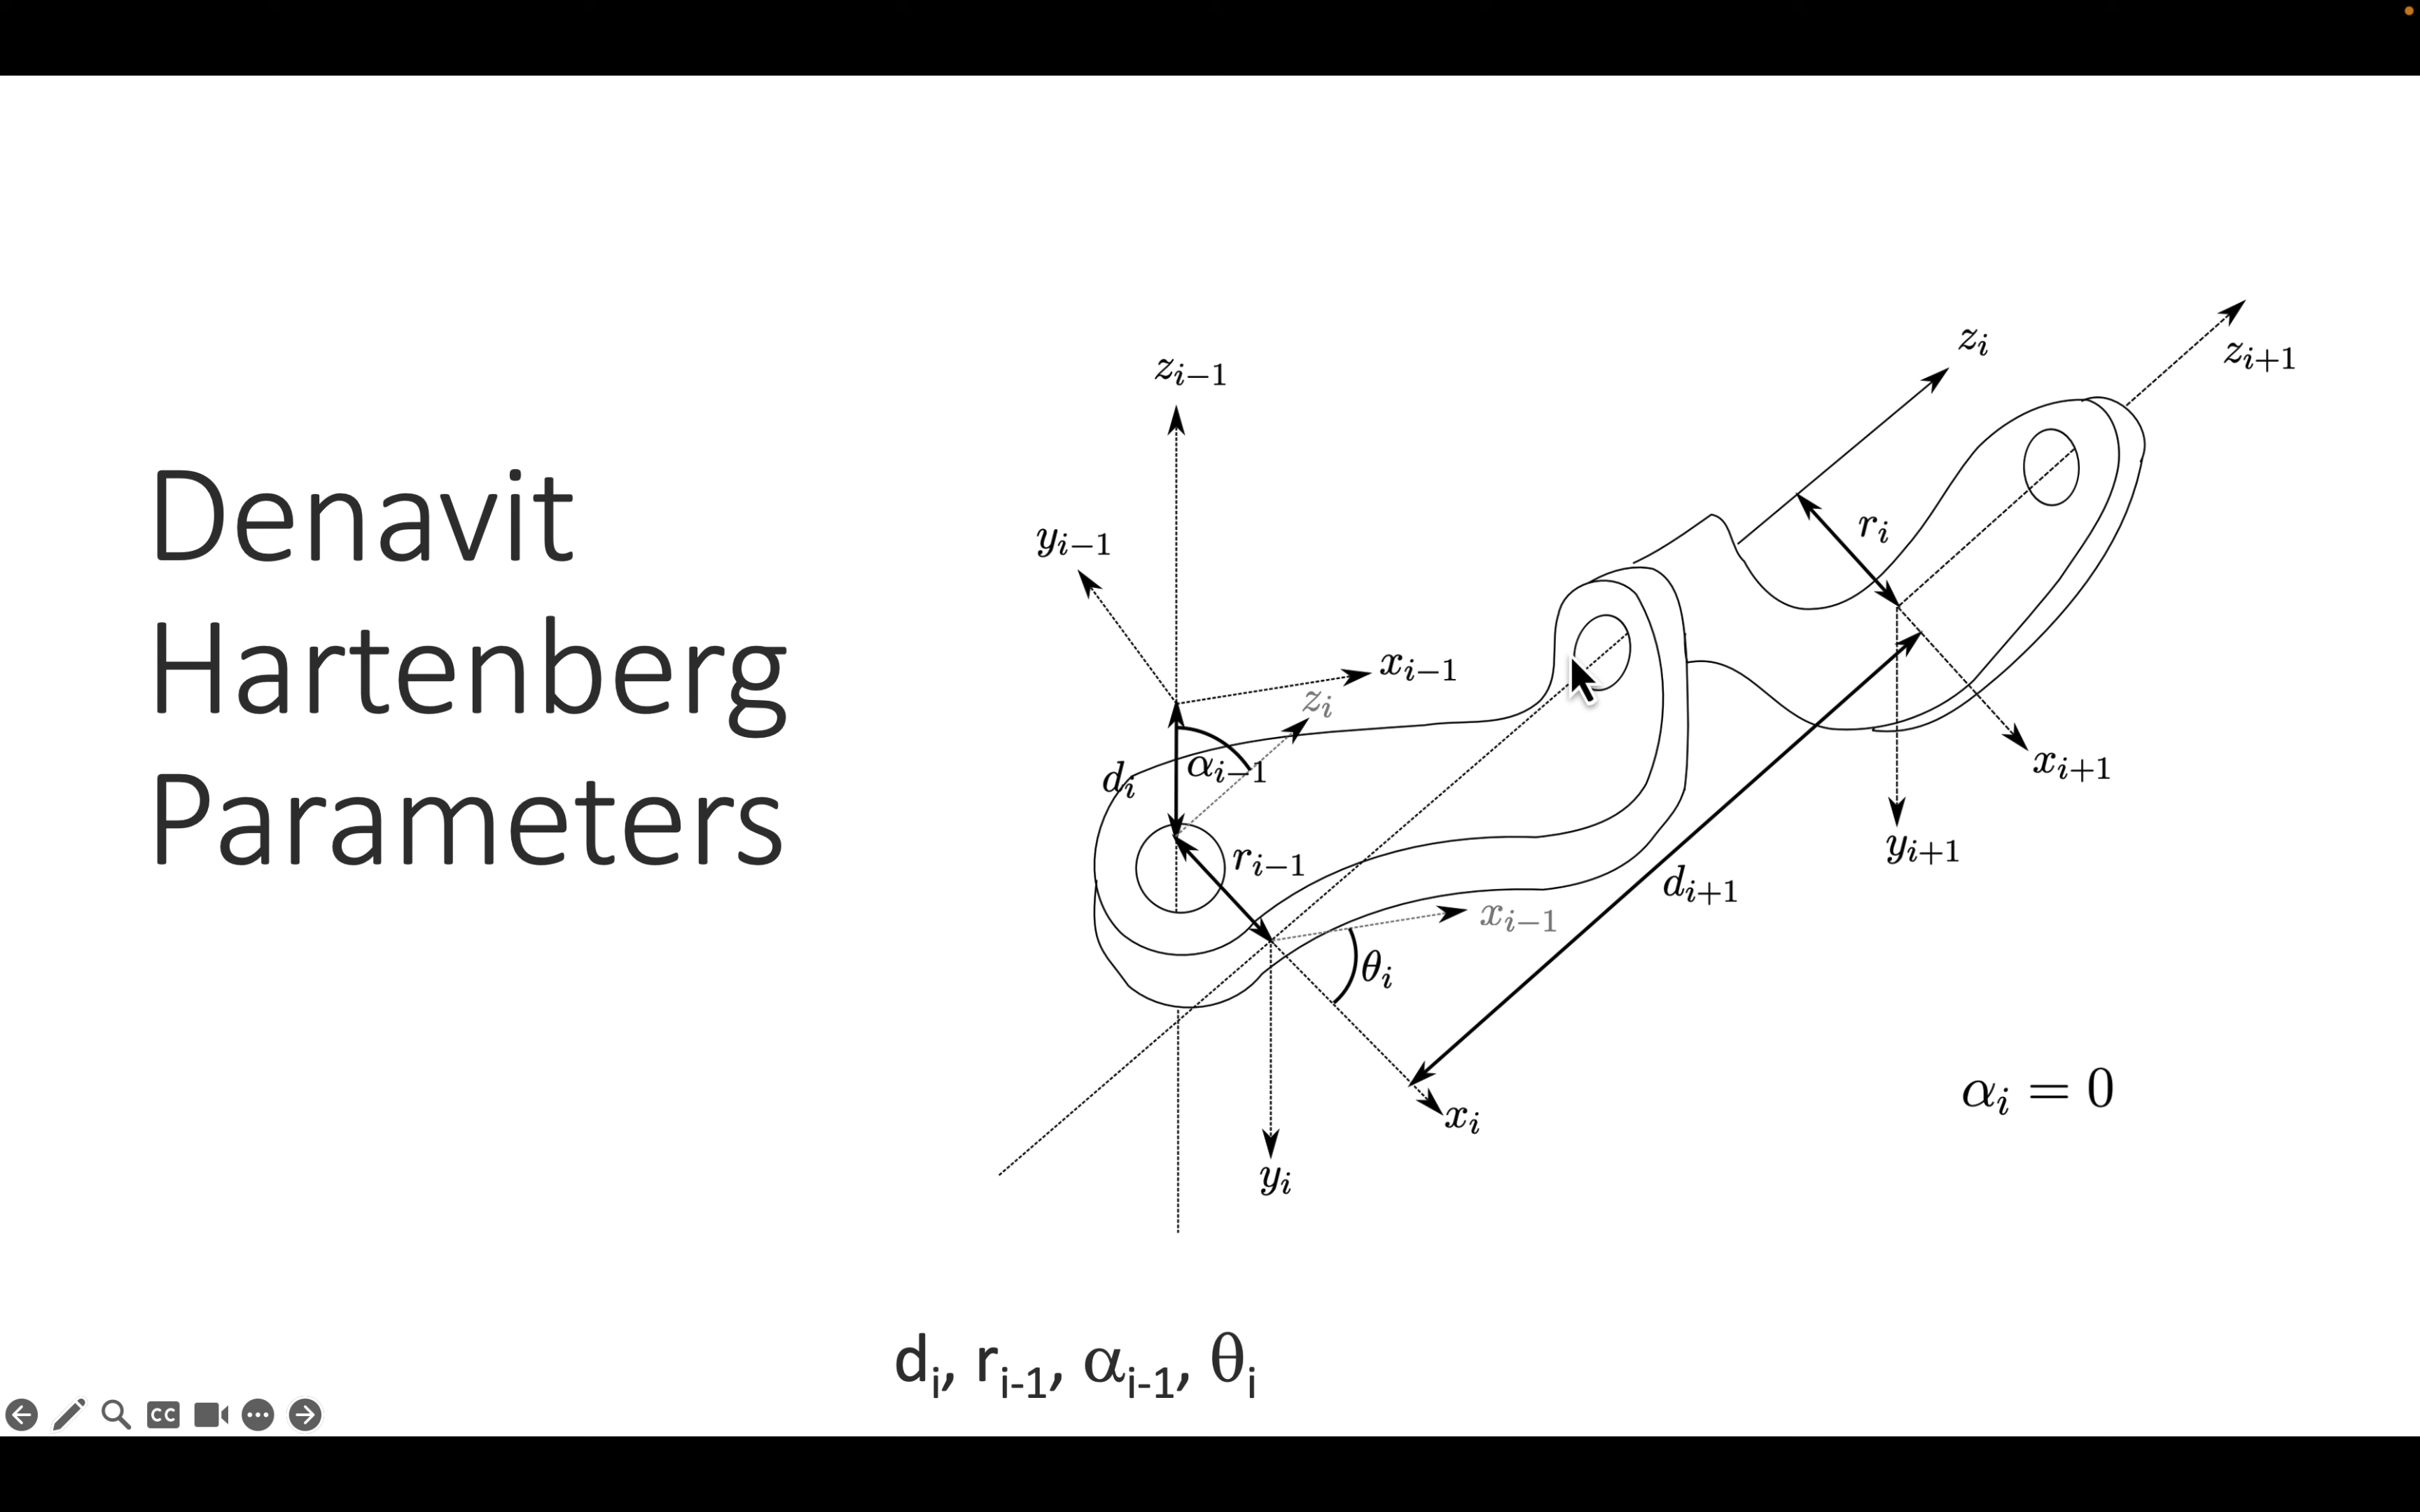 Denavit
Hartenberg
Parameters
z_{i-1}
y_{i-1}
x_{i-1}
z_i
d_i
α_{i-1}
r_{i-1}
x_{i-1}
θ_i
x_i
y_i
z_i
z_{i+1}
r_i
x_{i+1}
y_{i+1}
d_{i+1}
α_i = 0
d_i, r_{i-1}, α_{i-1}, θ_i
CC